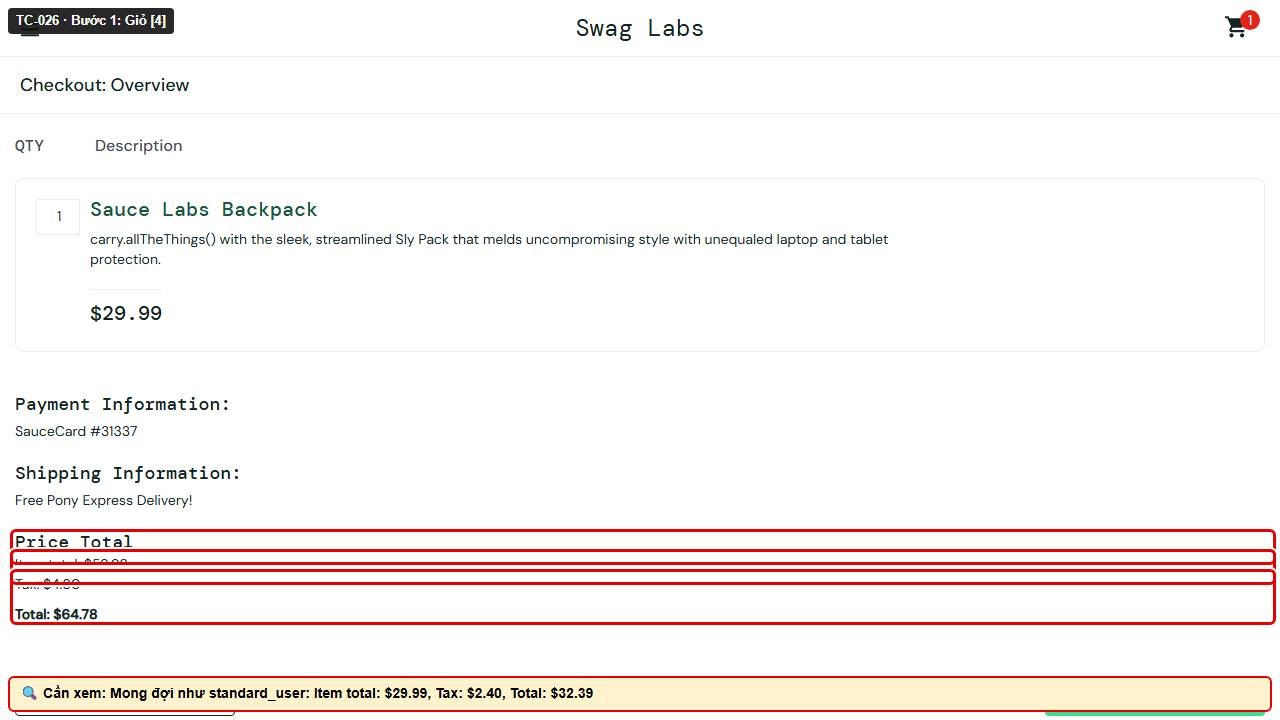 TC-026 · Bước 1: Giỏ [4]
Swag Labs
1
Checkout: Overview
QTY
Description
1
Sauce Labs Backpack
carry.allTheThings() with the sleek, streamlined Sly Pack that melds uncompromising style with unequaled laptop and tablet
protection.
$29.99
Payment Information:
SauceCard #31337
Shipping Information:
Free Pony Express Delivery!
Price Total
Tax: $4.80
Total: $64.78
🔍 Cần xem: Mong đợi như standard_user: Item total: $29.99, Tax: $2.40, Total: $32.39